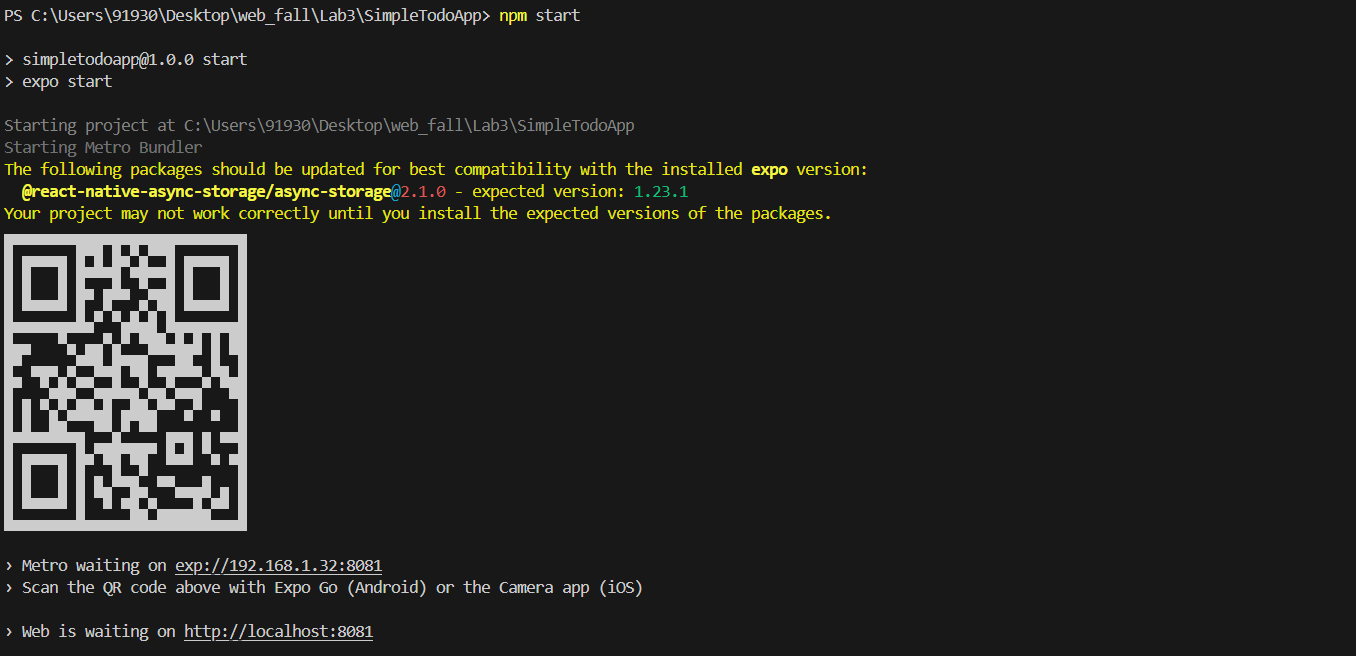 PS C:\Users\91930\Desktop\web_fall\Lab3\SimpleTodoApp> npm start
> simpletodoapp@1.0.0 start
> expo start
Starting project at C:\Users\91930\Desktop\web_fall\Lab3\SimpleTodoApp
Starting Metro Bundler
The following packages should be updated for best compatibility with the installed expo version:
  @react-native-async-storage/async-storage@2.1.0 - expected version: 1.23.1
Your project may not work correctly until you install the expected versions of the packages.
› Metro waiting on exp://192.168.1.32:8081
› Scan the QR code above with Expo Go (Android) or the Camera app (iOS)
› Web is waiting on http://localhost:8081